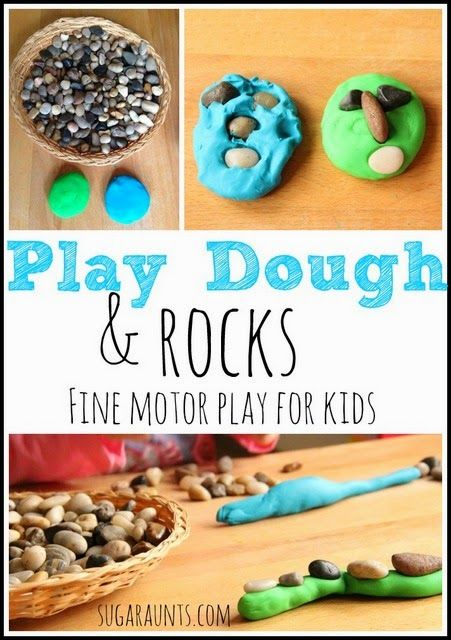 Play Dough
& ROCKS
FINE MOTOR PLAY FOR KIDS
SUGARAUNTS.COM